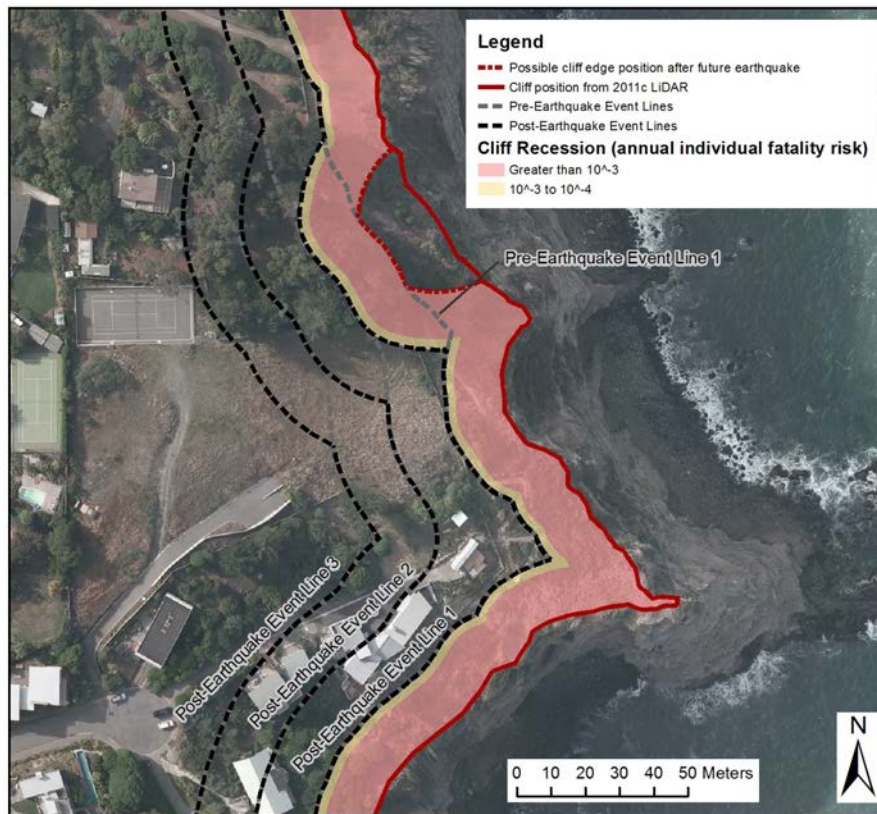 Legend
Possible cliff edge position after future earthquake
Cliff position from 2011c LiDAR
Pre-Earthquake Event Lines
Post-Earthquake Event Lines
Cliff Recession (annual individual fatality risk)
Greater than 10^-3
10^-3 to 10^-4
Pre-Earthquake Event Line 1
Post-Earthquake Event Line 3
Post-Earthquake Event Line 2
Post-Earthquake Event Line 1
N
0 10 20 30 40 50 Meters